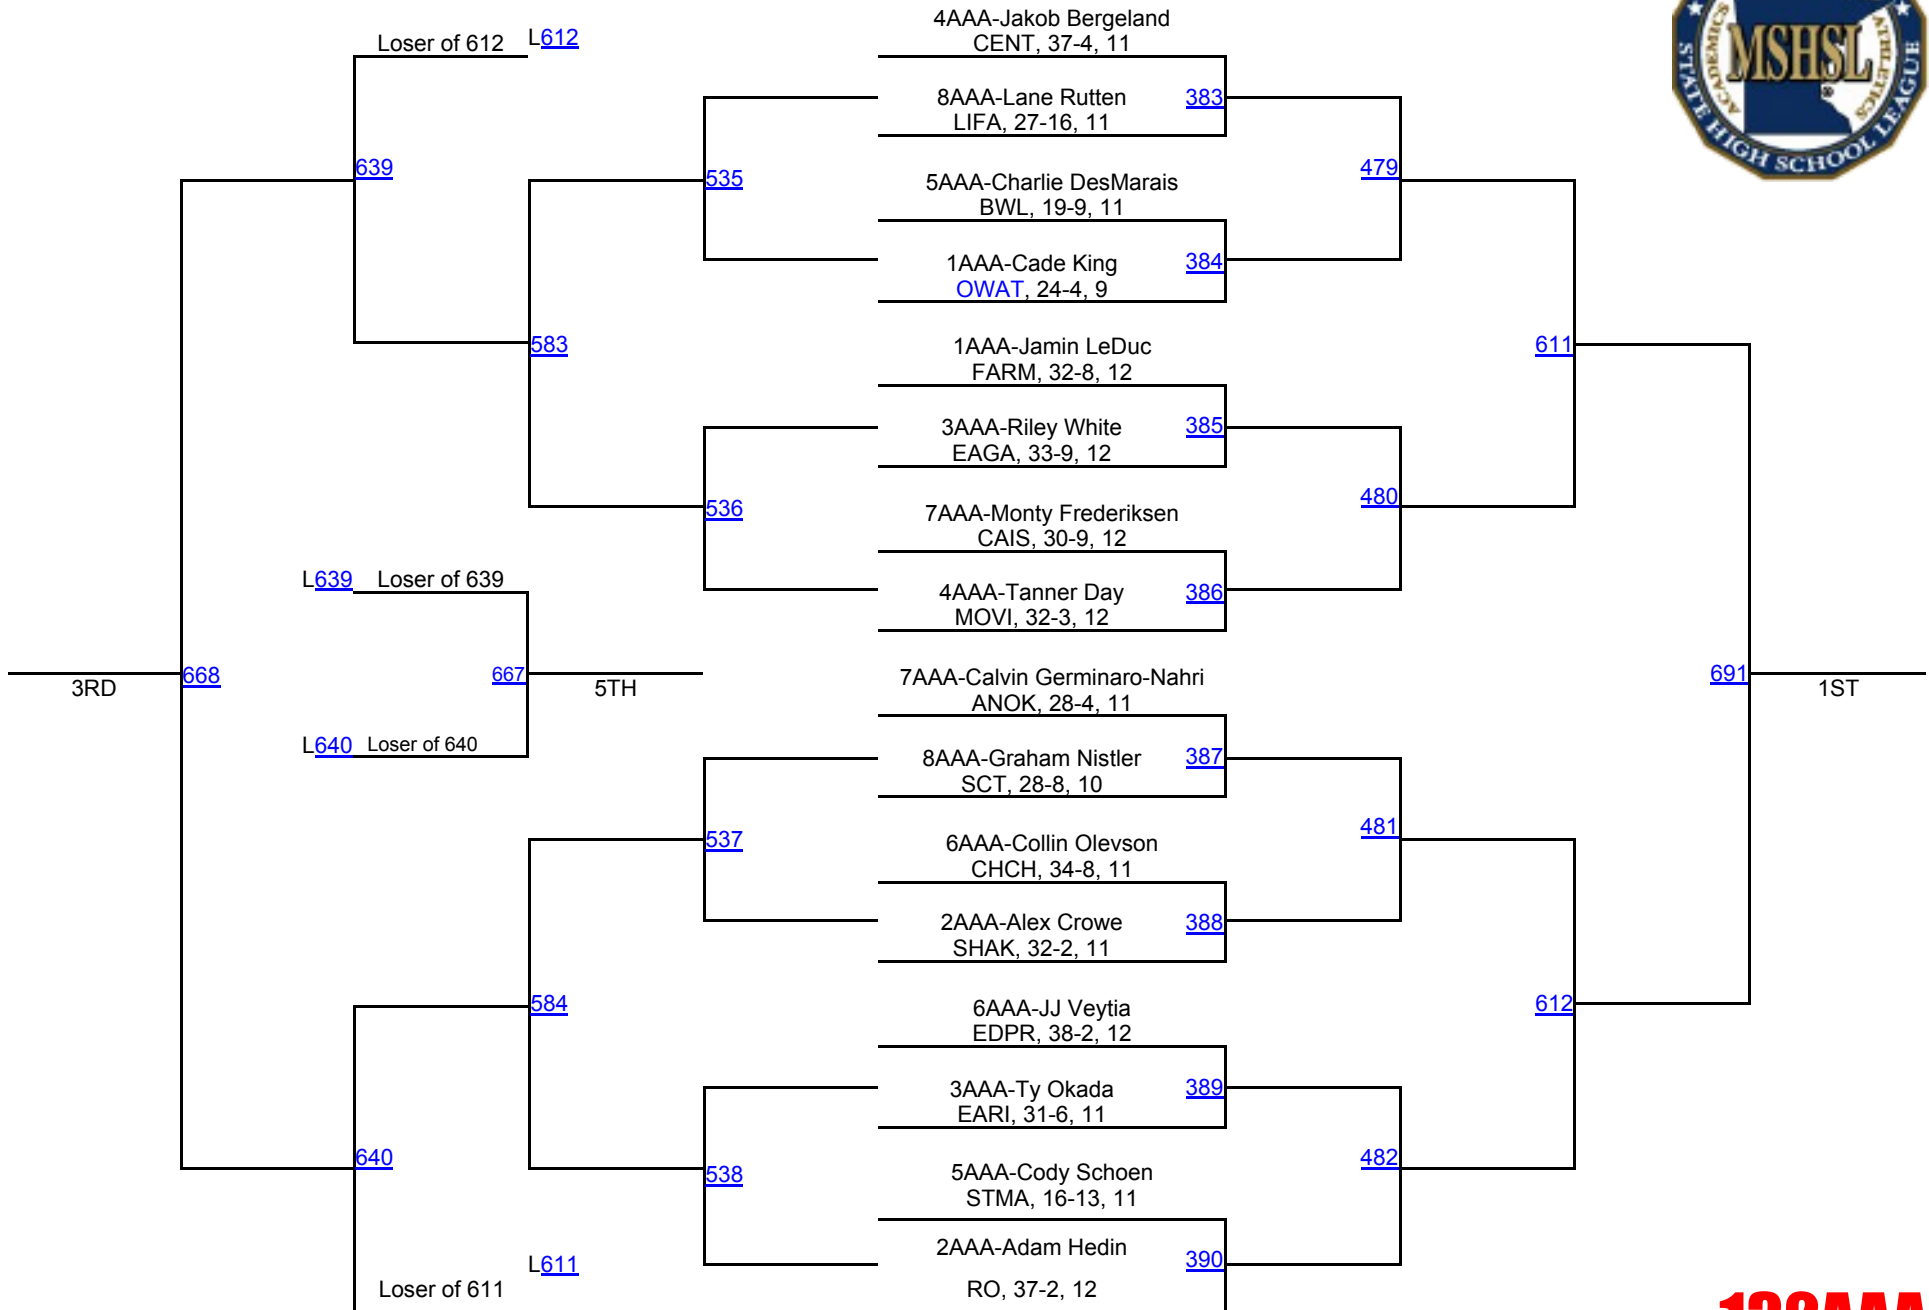 4AAA-Jakob Bergeland
CENT, 37-4, 11
Loser of 612 L612
8AAA-Lane Rutten 383
LIFA, 27-16, 11
639
535
5AAA-Charlie DesMarais
BWL, 19-9, 11
479
1AAA-Cade King 384
OWAT, 24-4, 9
583
1AAA-Jamin LeDuc
FARM, 32-8, 12
611
3AAA-Riley White 385
EAGA, 33-9, 12
536
7AAA-Monty Frederiksen
CAIS, 30-9, 12
480
L639 Loser of 639
4AAA-Tanner Day 386
MOVI, 32-3, 12
3RD
668
667
5TH
7AAA-Calvin Germinaro-Nahri
ANOK, 28-4, 11
691
1ST
L640 Loser of 640
8AAA-Graham Nistler 387
SCT, 28-8, 10
537
6AAA-Collin Olevson
CHCH, 34-8, 11
481
2AAA-Alex Crowe 388
SHAK, 32-2, 11
584
6AAA-JJ Veytia
EDPR, 38-2, 12
612
3AAA-Ty Okada 389
EARI, 31-6, 11
640
538
5AAA-Cody Schoen
STMA, 16-13, 11
482
2AAA-Adam Hedin 390
RO, 37-2, 12
L611
Loser of 611
MSHSL
ACADEMICS
ATHLETICS
STATE HIGH SCHOOL LEAGUE